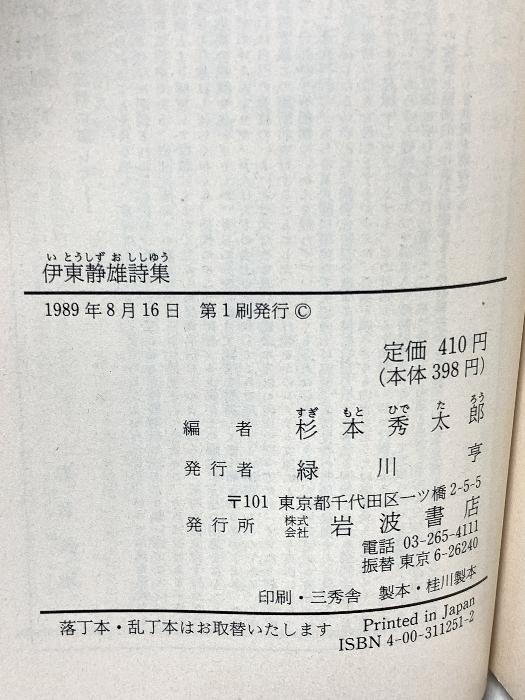 いとうしずおししゆう
伊東静雄詩集
1989年8月16日　第1刷発行 ©
定価 410円
(本体 398円)
すぎもとひでたろう
編者　杉本秀太郎
発行者　緑川亨
〒101 東京都千代田区一ツ橋2-5-5
発行所　株式会社　岩波書店
電話 03-265-4111
振替 東京 6-26240
印刷・三秀舎　製本・桂川製本
落丁本・乱丁本はお取替いたします
Printed in Japan
ISBN 4-00-311251-2